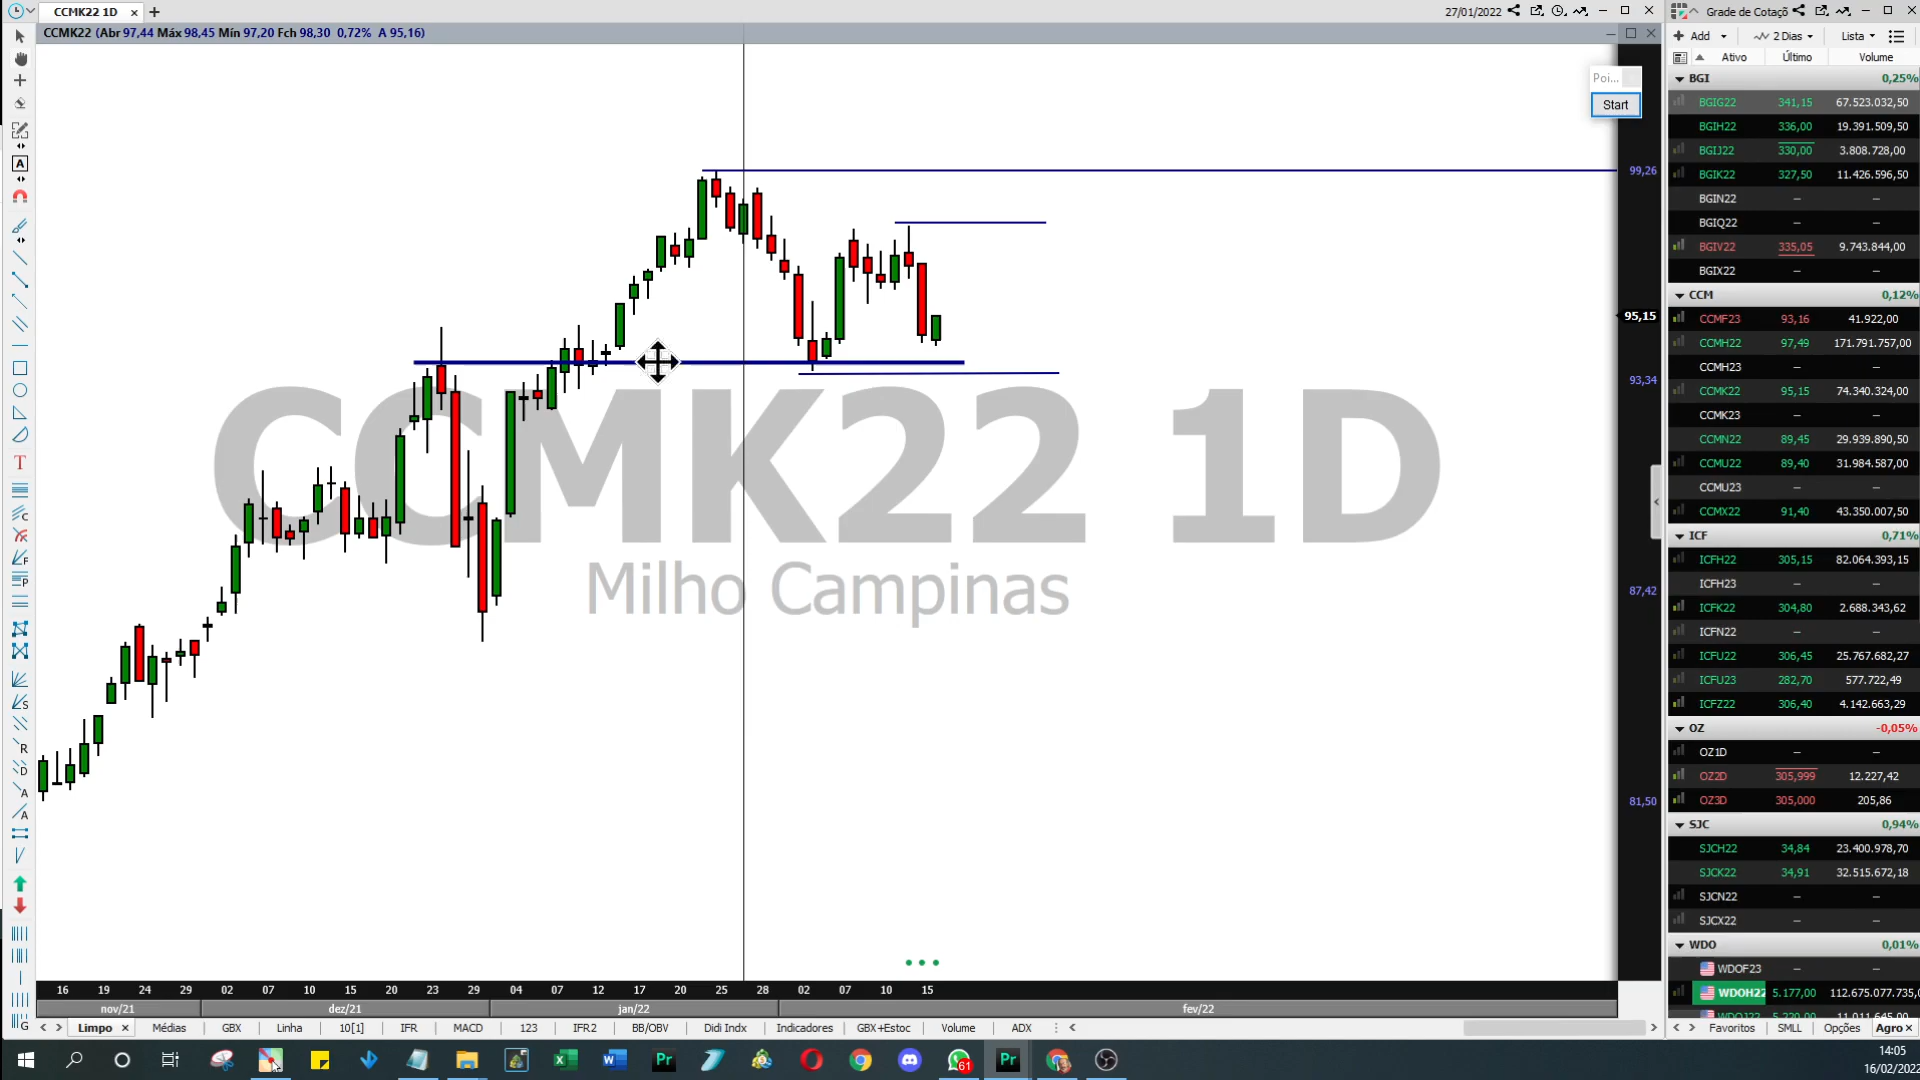 CCMK22 1D
27/01/2022
Grade de Cotaçõ
CCMK22 (Abr 97,44 Máx 98,45 Mín 97,20 Fch 98,30 0,72% A 95,16)
Add 2 Dias Lista
Ativo Último Volume
Poi...
Start
BGI 0,25%
BGIG22 341,15 67.523.032,50
BGIH22 336,00 19.391.509,50
BGIJ22 330,00 3.808.728,00
BGIK22 327,50 11.426.596,50
BGIN22 – –
BGIQ22 – –
BGIV22 335,05 9.743.844,00
BGIX22 – –
CCM 0,12%
CCMF23 93,16 41.922,00
CCMH22 97,49 171.791.757,00
CCMH23 – –
CCMK22 95,15 74.340.324,00
CCMK23 – –
CCMN22 89,45 29.939.890,50
CCMU22 89,40 31.984.587,00
CCMU23 – –
CCMX22 91,40 43.350.007,50
ICF 0,71%
ICFH22 305,15 82.064.393,15
ICFH23 – –
ICFK22 304,80 2.688.343,62
ICFN22 – –
ICFU22 306,45 25.767.682,27
ICFU23 282,70 577.722,49
ICFZ22 306,40 4.142.663,29
OZ -0,05%
OZ1D – –
OZ2D 305,999 12.227,42
OZ3D 305,000 205,86
SJC 0,94%
SJCH22 34,84 23.400.978,70
SJCK22 34,91 32.515.672,18
SJCN22 – –
SJCX22 – –
WDO 0,01%
WDOF23 – –
WDOH22 5.177,00 112.675.077.735,
99,26
95,15
93,34
87,42
81,50
CCMK22 1D
Milho Campinas
16 19 24 29 02 07 10 15 20 23 29 04 07 12 17 20 25 28 02 07 10 15
nov/21 dez/21 jan/22 fev/22
Limpo Médias GBX Linha 10[1] IFR MACD 123 IFR2 BB/OBV Didi Indx Indicadores GBX+Estoc Volume ADX
Favoritos SMLL Opções Agro
61
14:05
16/02/2022